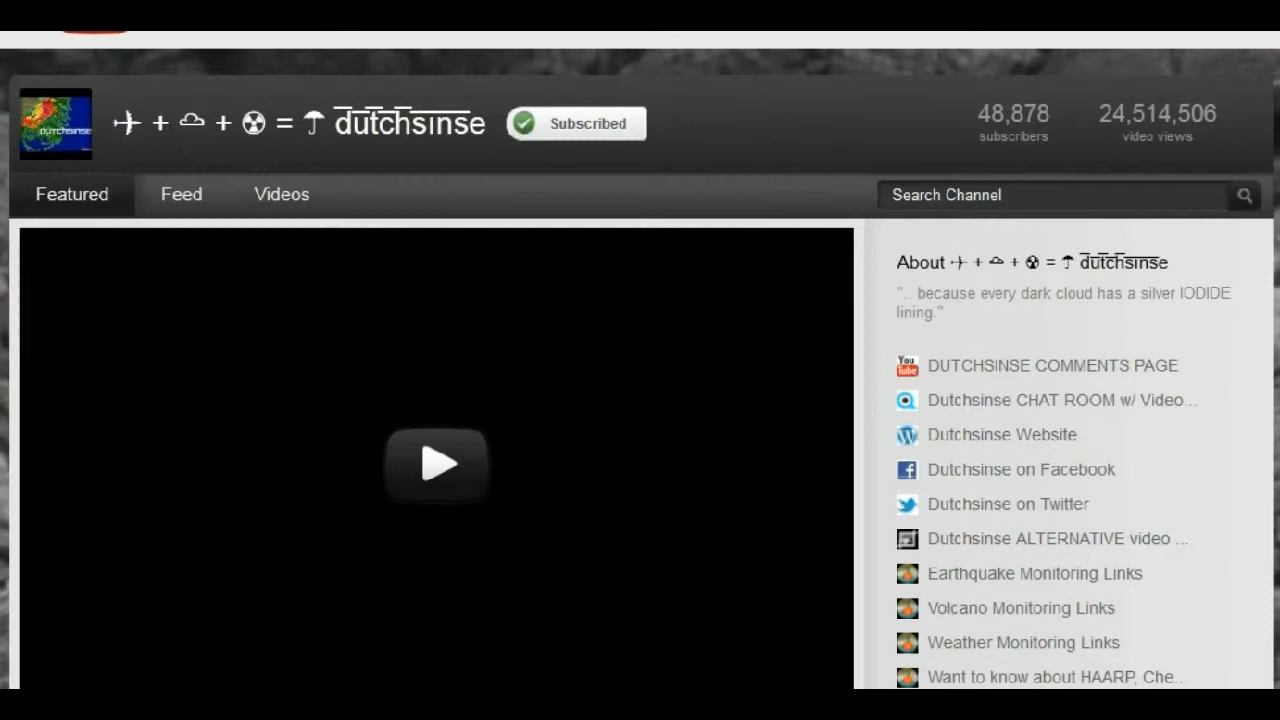 ✈ + ☁ + ☢ = ☂ d̅u̅t̅c̅h̅s̅ı̅n̅s̅e̅
Subscribed
48,878
subscribers
24,514,506
video views
dutchsinse
Featured
Feed
Videos
Search Channel
About ✈ + ☁ + ☢ = ☂ d̅u̅t̅c̅h̅s̅ı̅n̅s̅e̅
".. because every dark cloud has a silver IODIDE
lining."
You
Tube
DUTCHSINSE COMMENTS PAGE
Dutchsinse CHAT ROOM w/ Video...
Dutchsinse Website
Dutchsinse on Facebook
Dutchsinse on Twitter
Dutchsinse ALTERNATIVE video ...
Earthquake Monitoring Links
Volcano Monitoring Links
Weather Monitoring Links
Want to know about HAARP, Che...